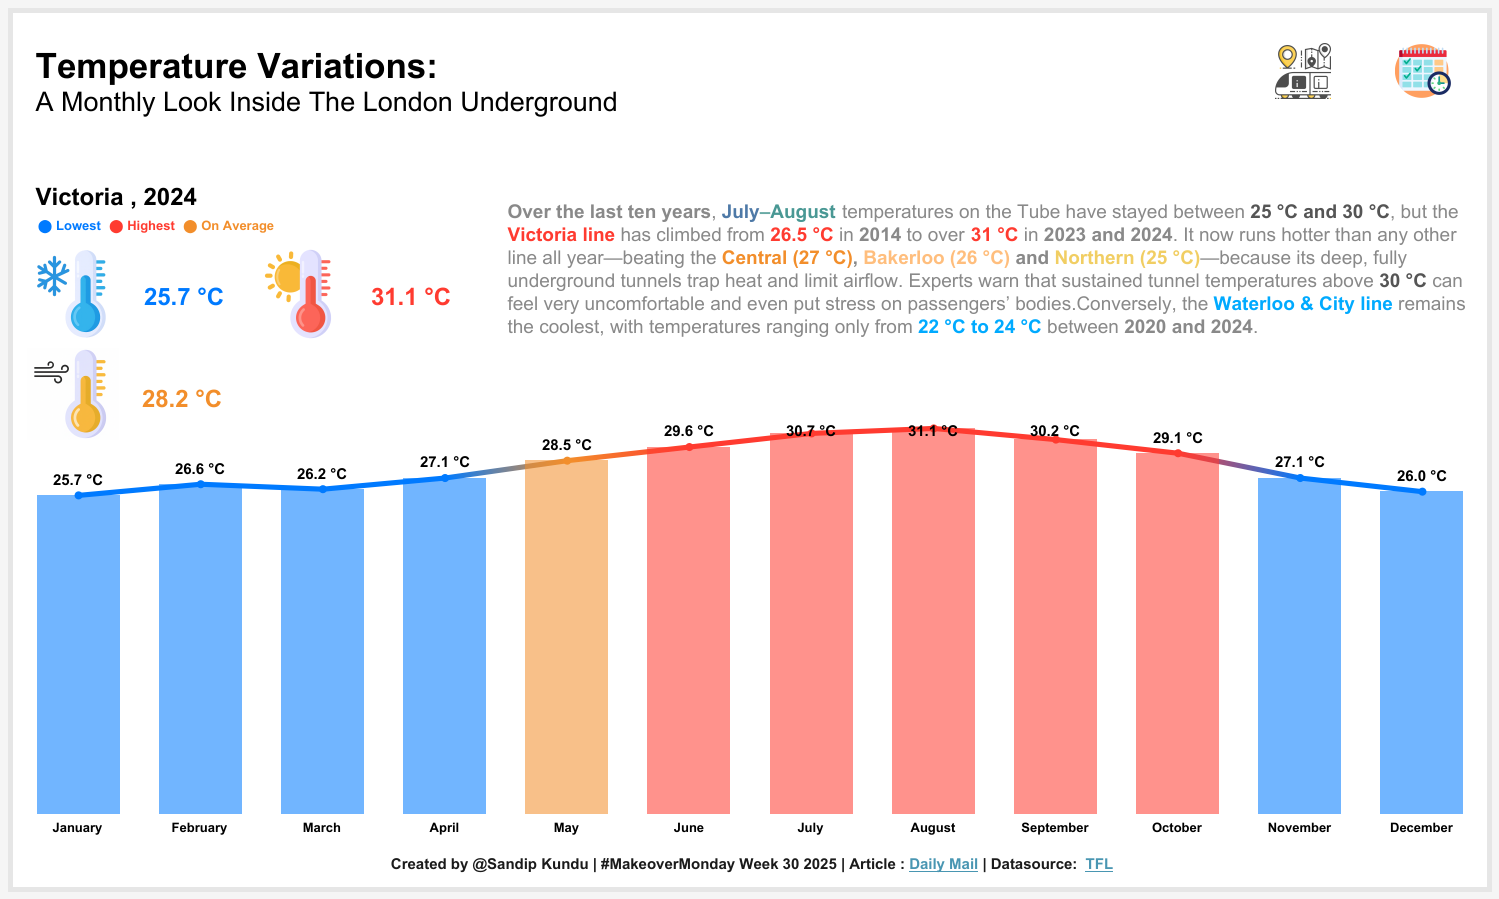 Temperature Variations:
A Monthly Look Inside The London Underground
Victoria , 2024
Lowest Highest On Average
25.7 °C 31.1 °C
28.2 °C
Over the last ten years, July–August temperatures on the Tube have stayed between 25 °C and 30 °C, but the
Victoria line has climbed from 26.5 °C in 2014 to over 31 °C in 2023 and 2024. It now runs hotter than any other
line all year—beating the Central (27 °C), Bakerloo (26 °C) and Northern (25 °C)—because its deep, fully
underground tunnels trap heat and limit airflow. Experts warn that sustained tunnel temperatures above 30 °C can
feel very uncomfortable and even put stress on passengers’ bodies.Conversely, the Waterloo & City line remains
the coolest, with temperatures ranging only from 22 °C to 24 °C between 2020 and 2024.
25.7 °C 26.6 °C 26.2 °C 27.1 °C 28.5 °C 29.6 °C 30.7 °C 31.1 °C 30.2 °C 29.1 °C 27.1 °C 26.0 °C
January February March April May June July August September October November December
Created by @Sandip Kundu | #MakeoverMonday Week 30 2025 | Article : Daily Mail | Datasource: TFL